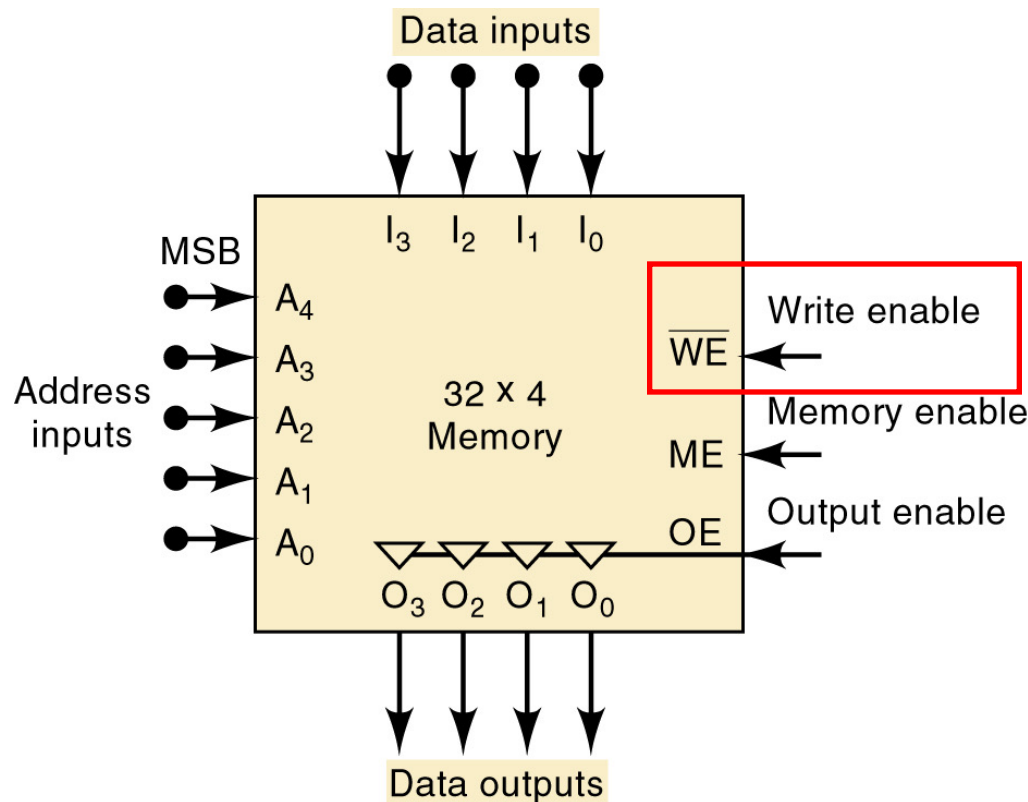 Data inputs
I₃ I₂ I₁ I₀
MSB
A₄
Write enable
A₃
W̅E̅
Address
inputs
32 x 4
Memory
A₂
Memory enable
ME
A₁
Output enable
A₀
OE
O₃ O₂ O₁ O₀
Data outputs